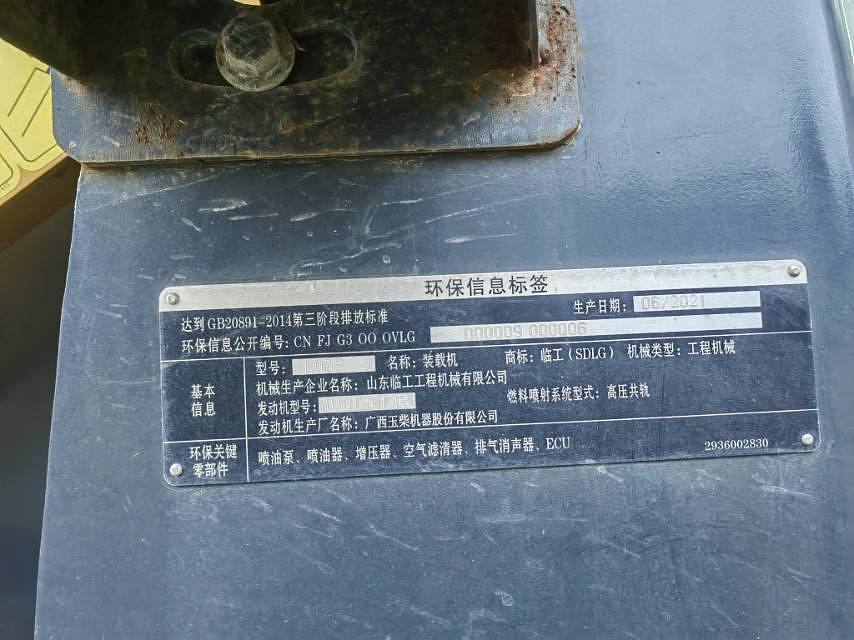 环保信息标签
达到GB20891-2014第三阶段排放标准 生产日期: 06/2021
环保信息公开编号: CN FJ G3 OO OVLG 000009 000006
基本信息
型号: 名称: 装载机 商标: 临工(SDLG) 机械类型: 工程机械
机械生产企业名称: 山东临工工程机械有限公司
发动机型号: 燃料喷射系统型式: 高压共轨
发动机生产厂名称: 广西玉柴机器股份有限公司
环保关键零部件
喷油泵、喷油器、增压器、空气滤清器、排气消声器、ECU 2936002830